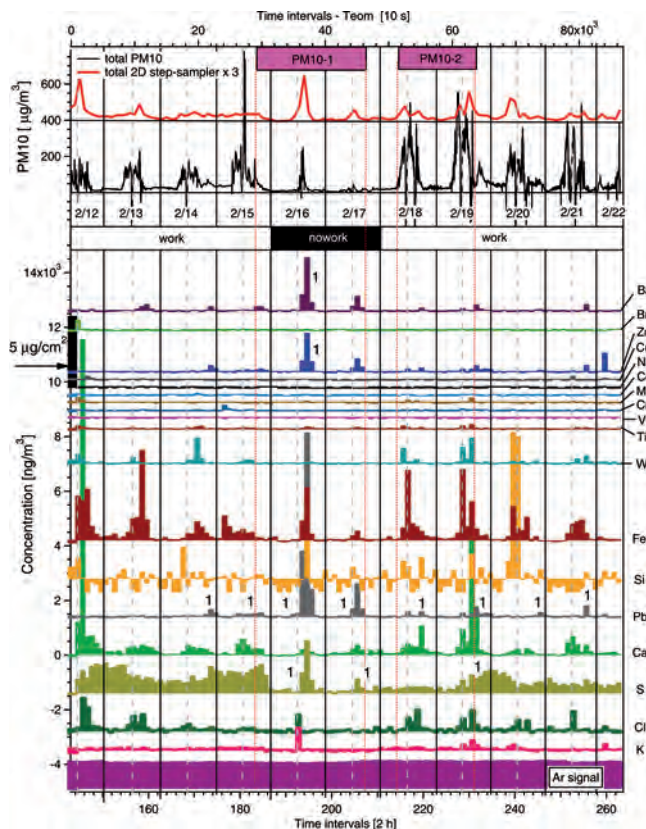 Time intervals - Teom [10 s]
0 20 40 60 80x10³
PM10-1 PM10-2
total PM10
total 2D step-sampler x 3
PM10 [ µg/m³]
600
400
200
2/12 2/13 2/14 2/15 2/16 2/17 2/18 2/19 2/20 2/21 2/22
work nowork work
14x10³
1
12
5 µg/cm²
1
10
8
6
4
2
0
-2
-4
Concentration [ng/m³]
Zn
V
Ti
W
Fe
Si
Pb
Ca
S
Cl
K
1 1 1 1 1 1 1 1
1 1 1
Ar signal
160 180 200 220 240 260
Time intervals [2 h]